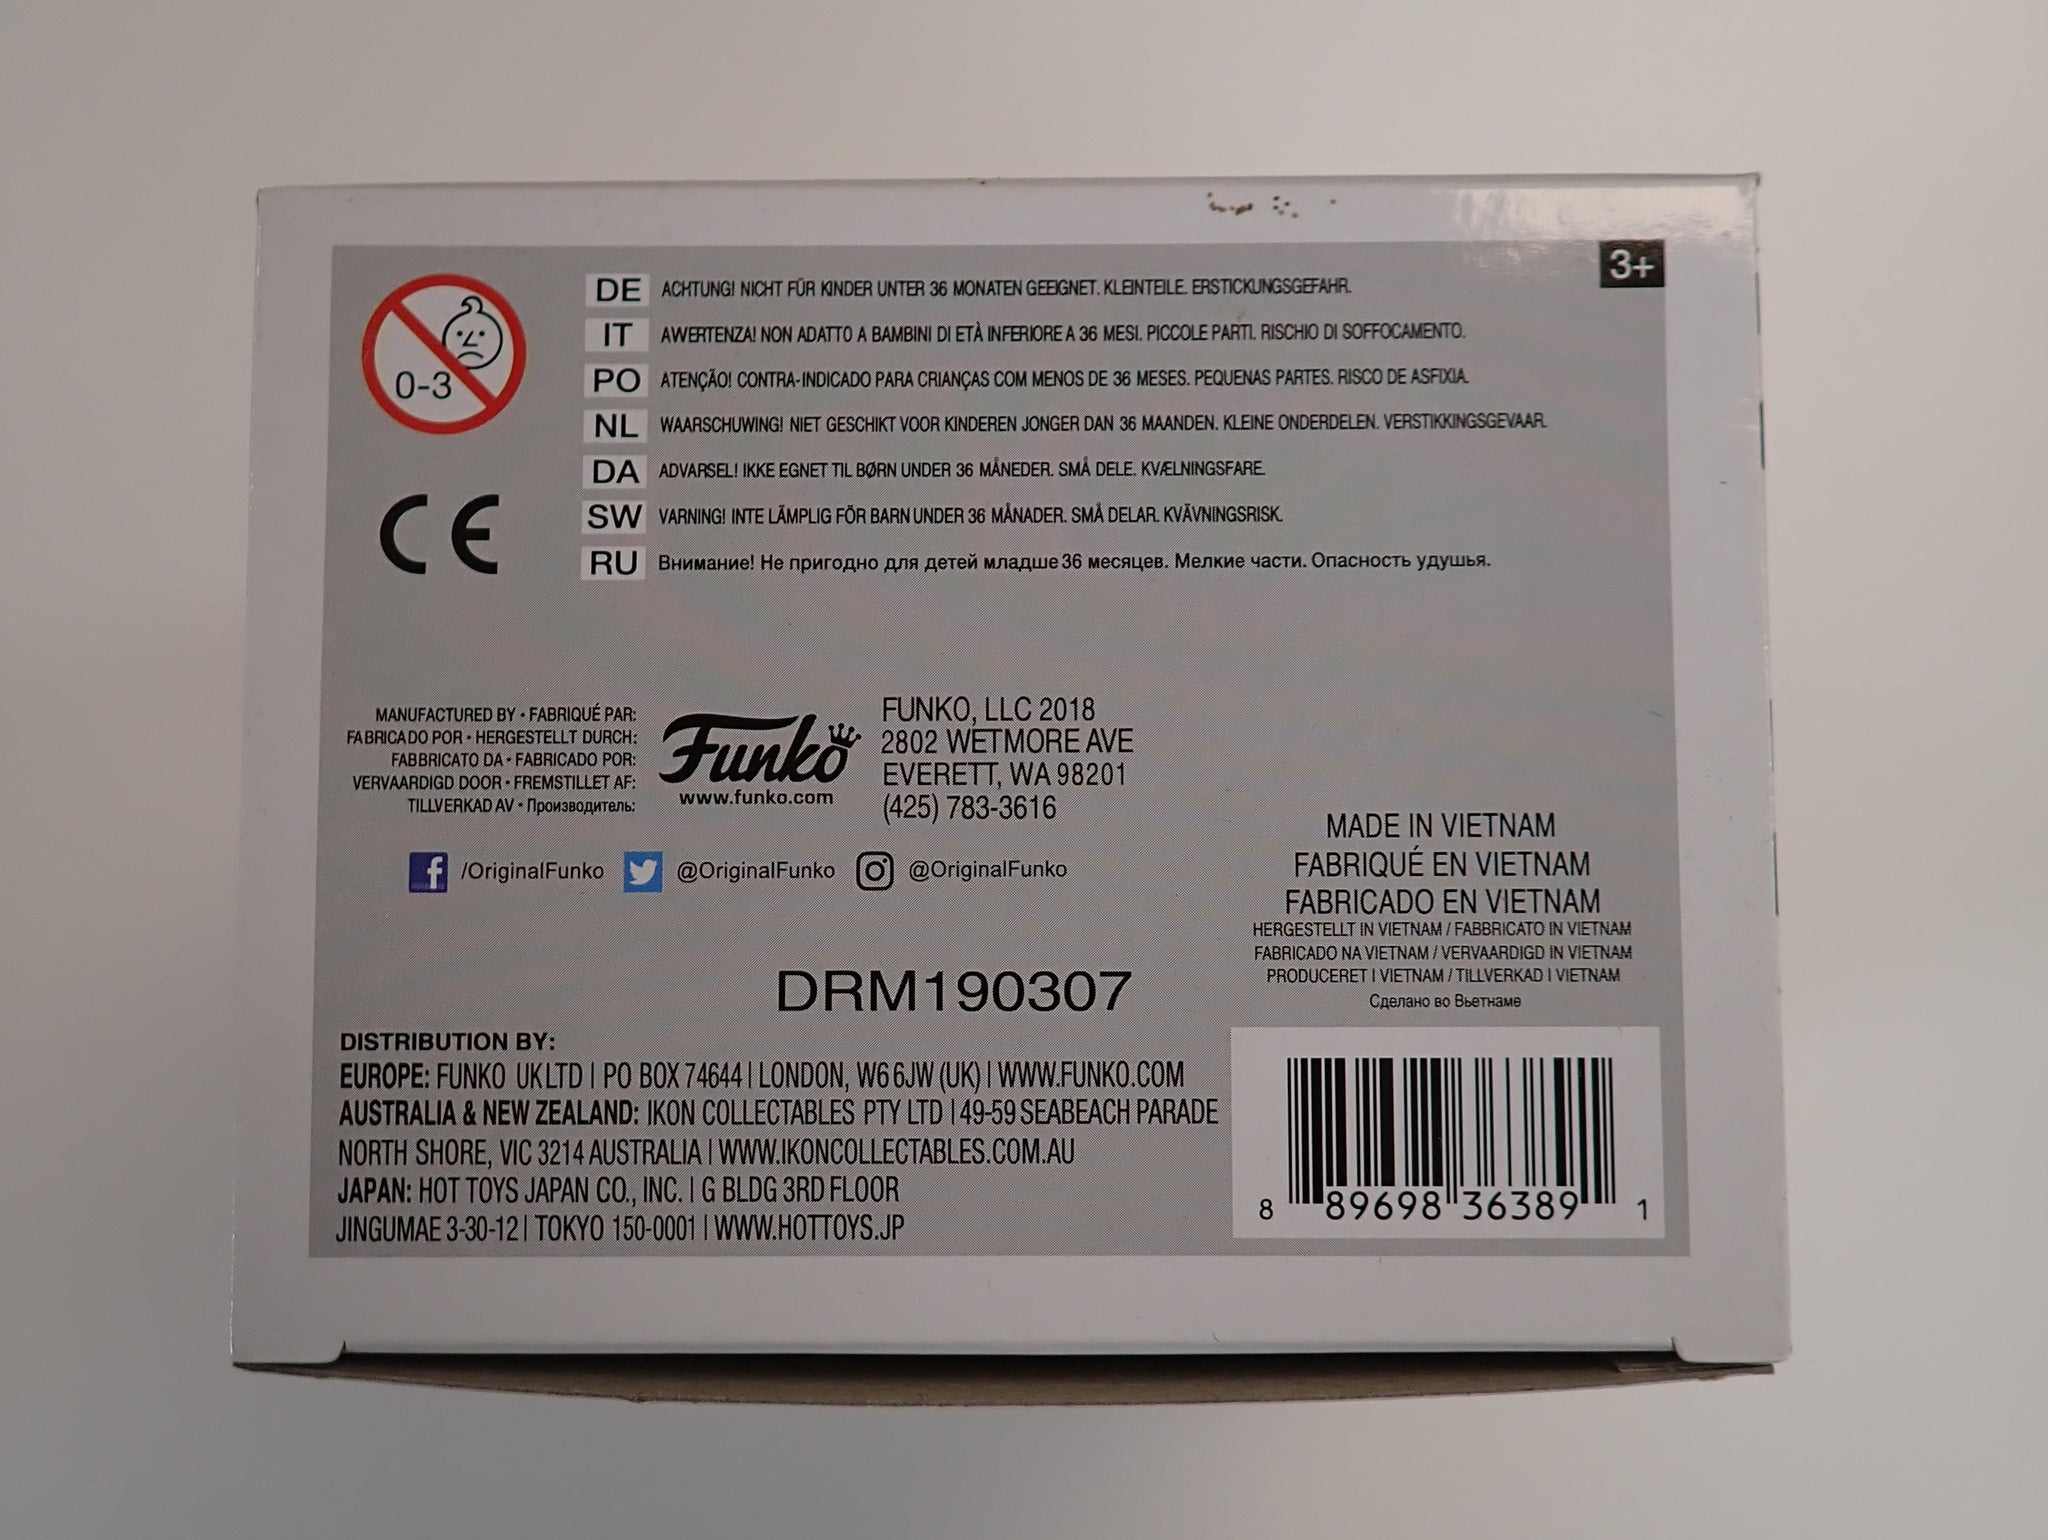 3+
0-3
DE ACHTUNG! NICHT FÜR KINDER UNTER 36 MONATEN GEEIGNET. KLEINTEILE. ERSTICKUNGSGEFAHR.
IT AWERTENZA! NON ADATTO A BAMBINI DI ETÀ INFERIORE A 36 MESI. PICCOLE PARTI. RISCHIO DI SOFFOCAMENTO.
PO ATENÇÃO! CONTRA-INDICADO PARA CRIANÇAS COM MENOS DE 36 MESES. PEQUENAS PARTES. RISCO DE ASFIXIA.
NL WAARSCHUWING! NIET GESCHIKT VOOR KINDEREN JONGER DAN 36 MAANDEN. KLEINE ONDERDELEN. VERSTIKKINGSGEVAAR.
DA ADVARSEL! IKKE EGNET TIL BØRN UNDER 36 MÅNEDER. SMÅ DELE. KVÆLNINGSFARE.
SW VARNING! INTE LÄMPLIG FÖR BARN UNDER 36 MÅNADER. SMÅ DELAR. KVÄVNINGSRISK.
RU Внимание! Не пригодно для детей младше 36 месяцев. Мелкие части. Опасность удушья.
CE
MANUFACTURED BY • FABRIQUÉ PAR:
FABRICADO POR • HERGESTELLT DURCH:
FABBRICATO DA • FABRICADO POR:
VERVAARDIGD DOOR • FREMSTILLET AF:
TILLVERKAD AV • Производитель:
Funko
www.funko.com
FUNKO, LLC 2018
2802 WETMORE AVE
EVERETT, WA 98201
(425) 783-3616
/OriginalFunko @OriginalFunko @OriginalFunko
MADE IN VIETNAM
FABRIQUÉ EN VIETNAM
FABRICADO EN VIETNAM
HERGESTELLT IN VIETNAM / FABBRICATO IN VIETNAM
FABRICADO NA VIETNAM / VERVAARDIGD IN VIETNAM
PRODUCERET I VIETNAM / TILLVERKAD I VIETNAM
Сделано во Вьетнаме
DRM190307
DISTRIBUTION BY:
EUROPE: FUNKO UK LTD | PO BOX 74644 | LONDON, W6 6JW (UK) | WWW.FUNKO.COM
AUSTRALIA & NEW ZEALAND: IKON COLLECTABLES PTY LTD | 49-59 SEABEACH PARADE
NORTH SHORE, VIC 3214 AUSTRALIA | WWW.IKONCOLLECTABLES.COM.AU
JAPAN: HOT TOYS JAPAN CO., INC. | G BLDG 3RD FLOOR
JINGUMAE 3-30-12 | TOKYO 150-0001 | WWW.HOTTOYS.JP
8 89698 36389 1